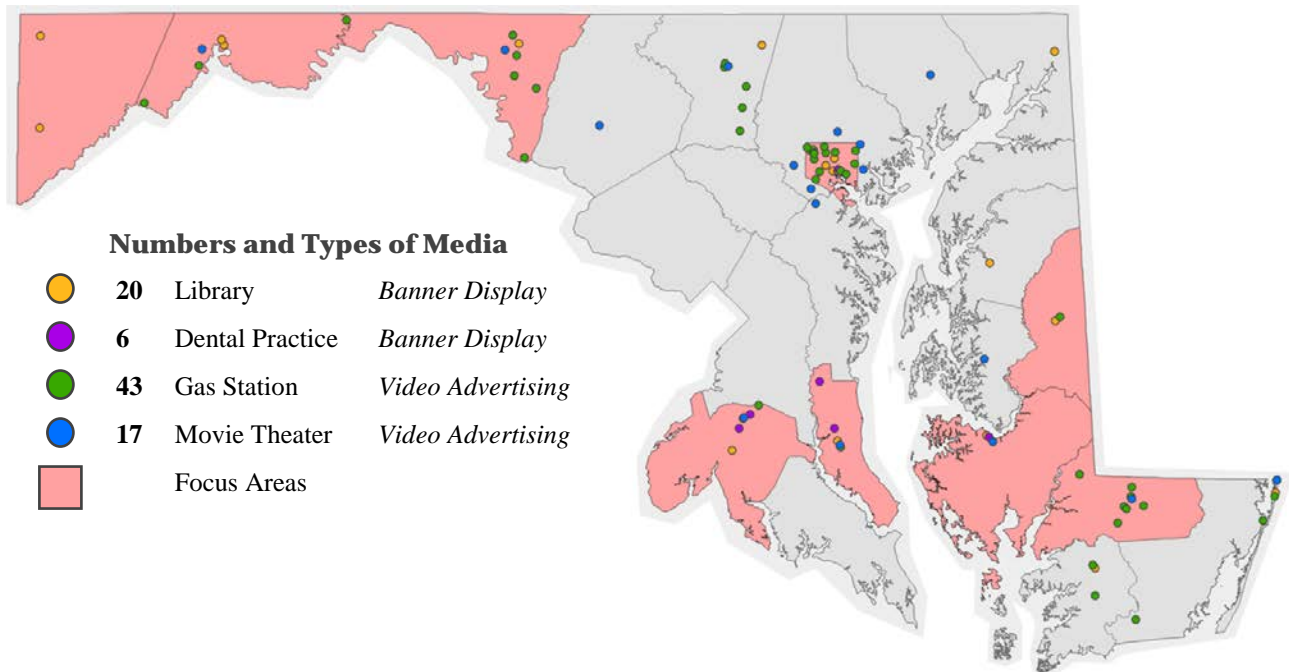 Numbers and Types of Media
20 Library Banner Display
6 Dental Practice Banner Display
43 Gas Station Video Advertising
17 Movie Theater Video Advertising
Focus Areas